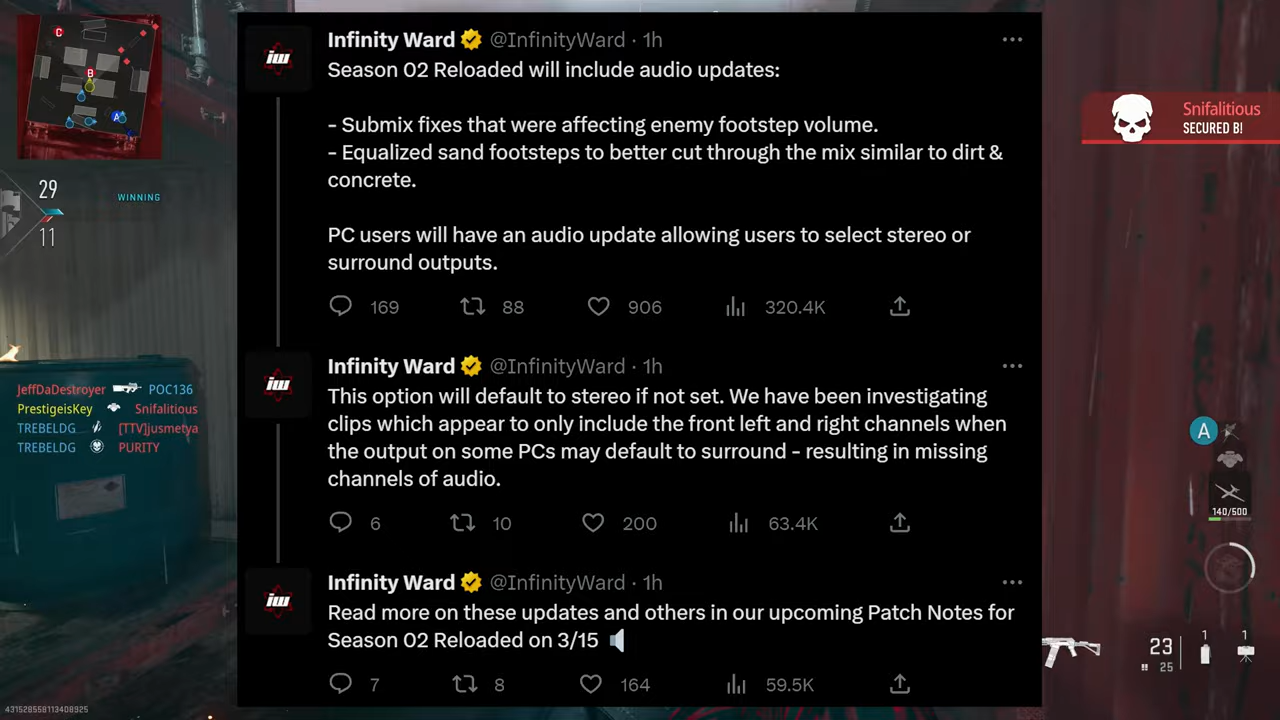 Infinity Ward @InfinityWard · 1h
Season 02 Reloaded will include audio updates:
- Submix fixes that were affecting enemy footstep volume.
- Equalized sand footsteps to better cut through the mix similar to dirt &
concrete.
PC users will have an audio update allowing users to select stereo or
surround outputs.
169 88 906 320.4K
Infinity Ward @InfinityWard · 1h
This option will default to stereo if not set. We have been investigating
clips which appear to only include the front left and right channels when
the output on some PCs may default to surround - resulting in missing
channels of audio.
6 10 200 63.4K
Infinity Ward @InfinityWard · 1h
Read more on these updates and others in our upcoming Patch Notes for
Season 02 Reloaded on 3/15
7 8 164 59.5K
C
B
A
29
WINNING
11
JeffDaDestroyer POC136
PrestigeisKey Snifalitious
TREBELDG [TTV]jusmetya
TREBELDG PURITY
Snifalitious
SECURED B!
A
140/500
23 1 1
25
431528558113408925